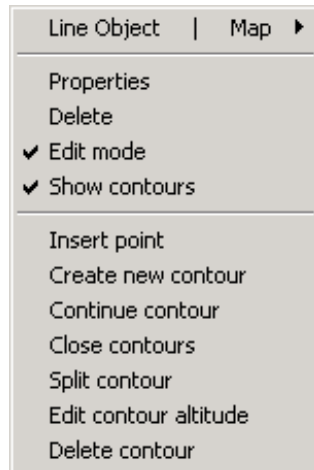 Line Object | Map
Properties
Delete
Edit mode
Show contours
Insert point
Create new contour
Continue contour
Close contours
Split contour
Edit contour altitude
Delete contour